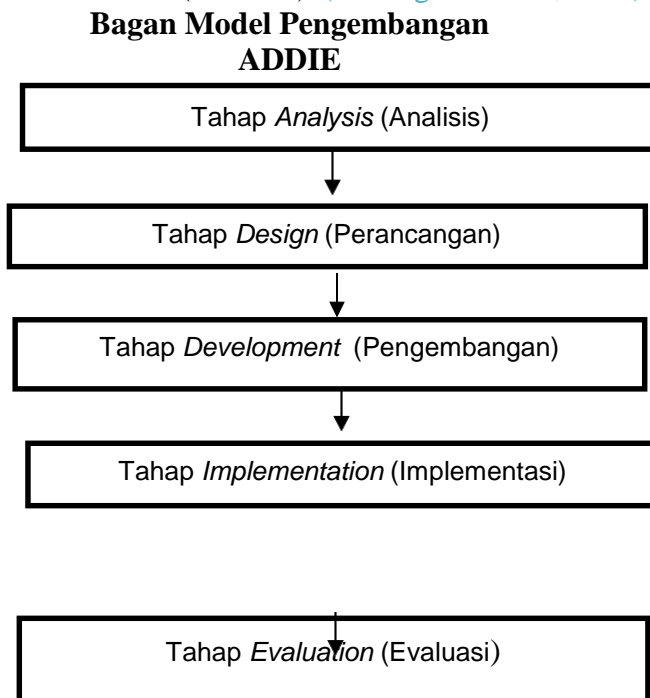 Bagan Model Pengembangan
ADDIE
Tahap Analysis (Analisis)
Tahap Design (Perancangan)
Tahap Development (Pengembangan)
Tahap Implementation (Implementasi)
Tahap Evaluation (Evaluasi)